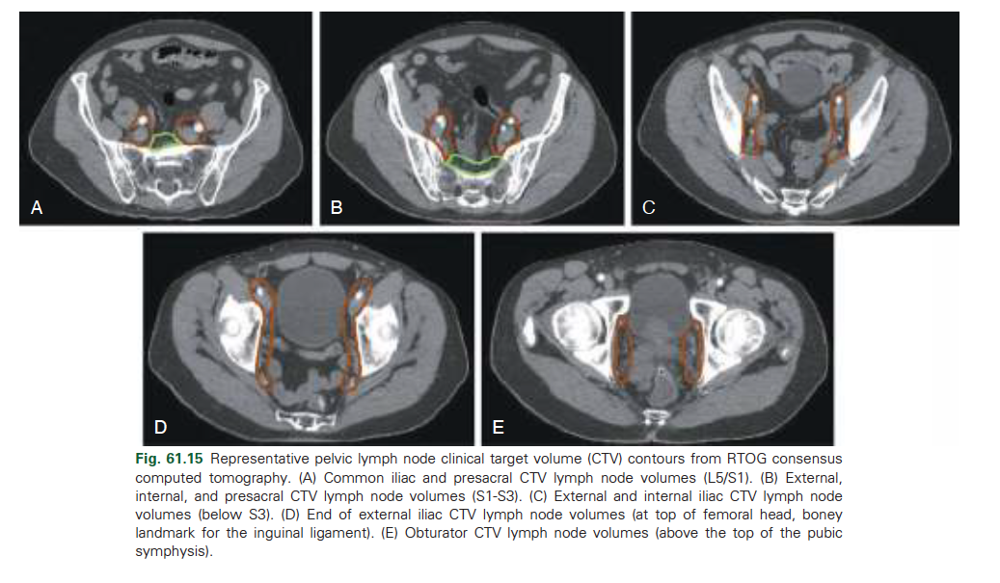 A
B
C
D
E
Fig. 61.15 Representative pelvic lymph node clinical target volume (CTV) contours from RTOG consensus
computed tomography. (A) Common iliac and presacral CTV lymph node volumes (L5/S1). (B) External,
internal, and presacral CTV lymph node volumes (S1-S3). (C) External and internal iliac CTV lymph node
volumes (below S3). (D) End of external iliac CTV lymph node volumes (at top of femoral head, boney
landmark for the inguinal ligament). (E) Obturator CTV lymph node volumes (above the top of the pubic
symphysis).